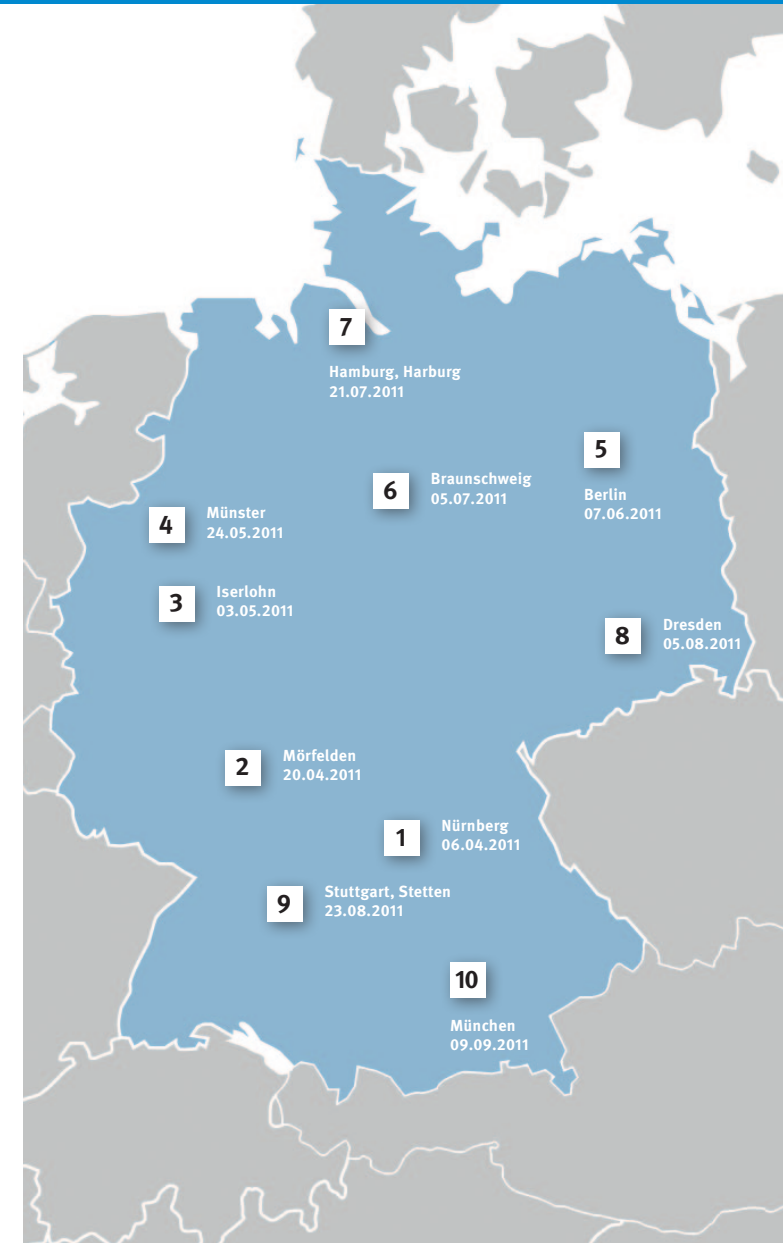 7
Hamburg, Harburg
21.07.2011
5
Berlin
07.06.2011
6
Braunschweig
05.07.2011
4
Münster
24.05.2011
3
Iserlohn
03.05.2011
8
Dresden
05.08.2011
2
Mörfelden
20.04.2011
1
Nürnberg
06.04.2011
9
Stuttgart, Stetten
23.08.2011
10
München
09.09.2011